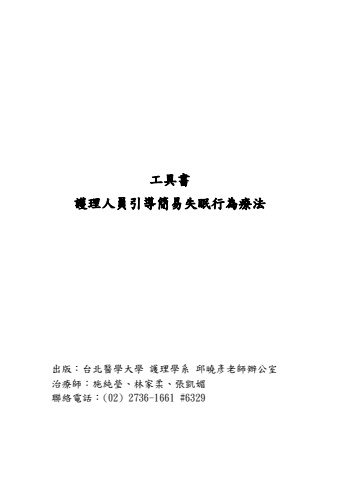 工具書
護理人員引導簡易失眠行為療法
出版：台北醫學大學 護理學系 邱曉彥老師辦公室
治療師：施純瑩、林家柔、張凱媚
聯絡電話：(02) 2736-1661 #6329